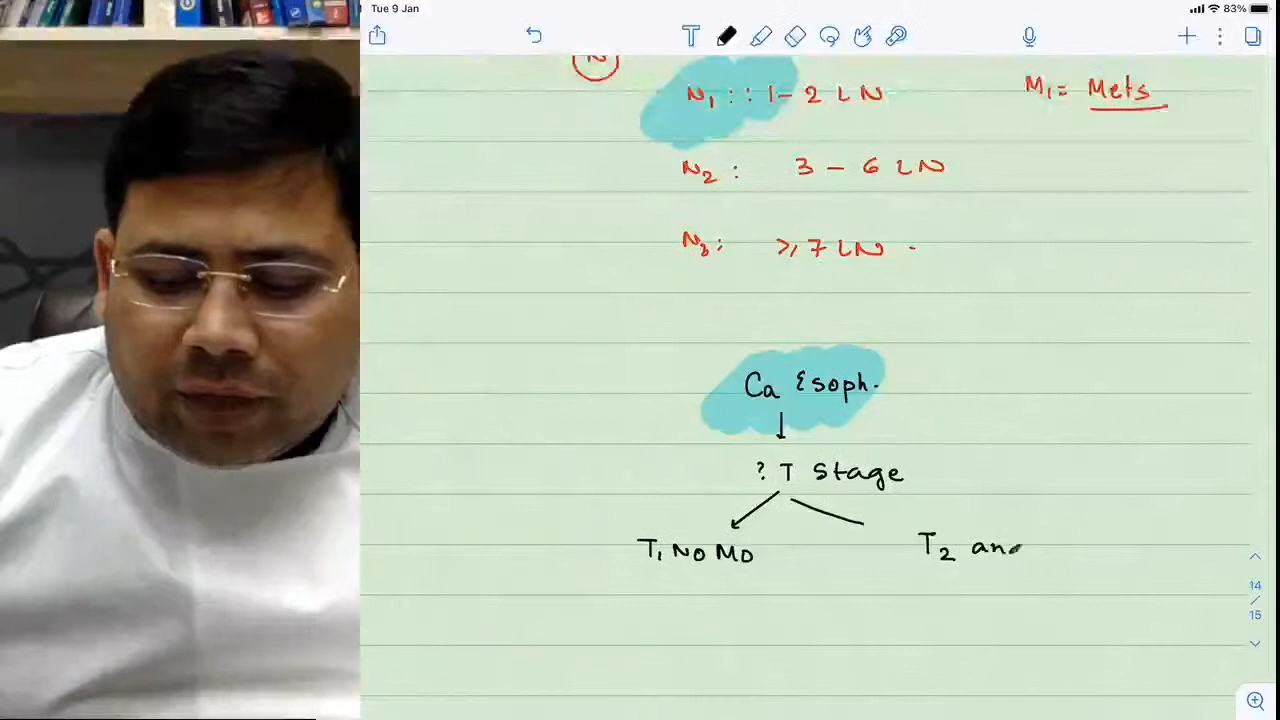 Tue 9 Jan
83%
N
N1 : : 1 - 2 LN
M1 = Mets
N2 : 3 - 6 LN
N3 : ≥ 7 LN -
Ca Esoph.
? T Stage
T1 N0 M0
T2 and
14
15